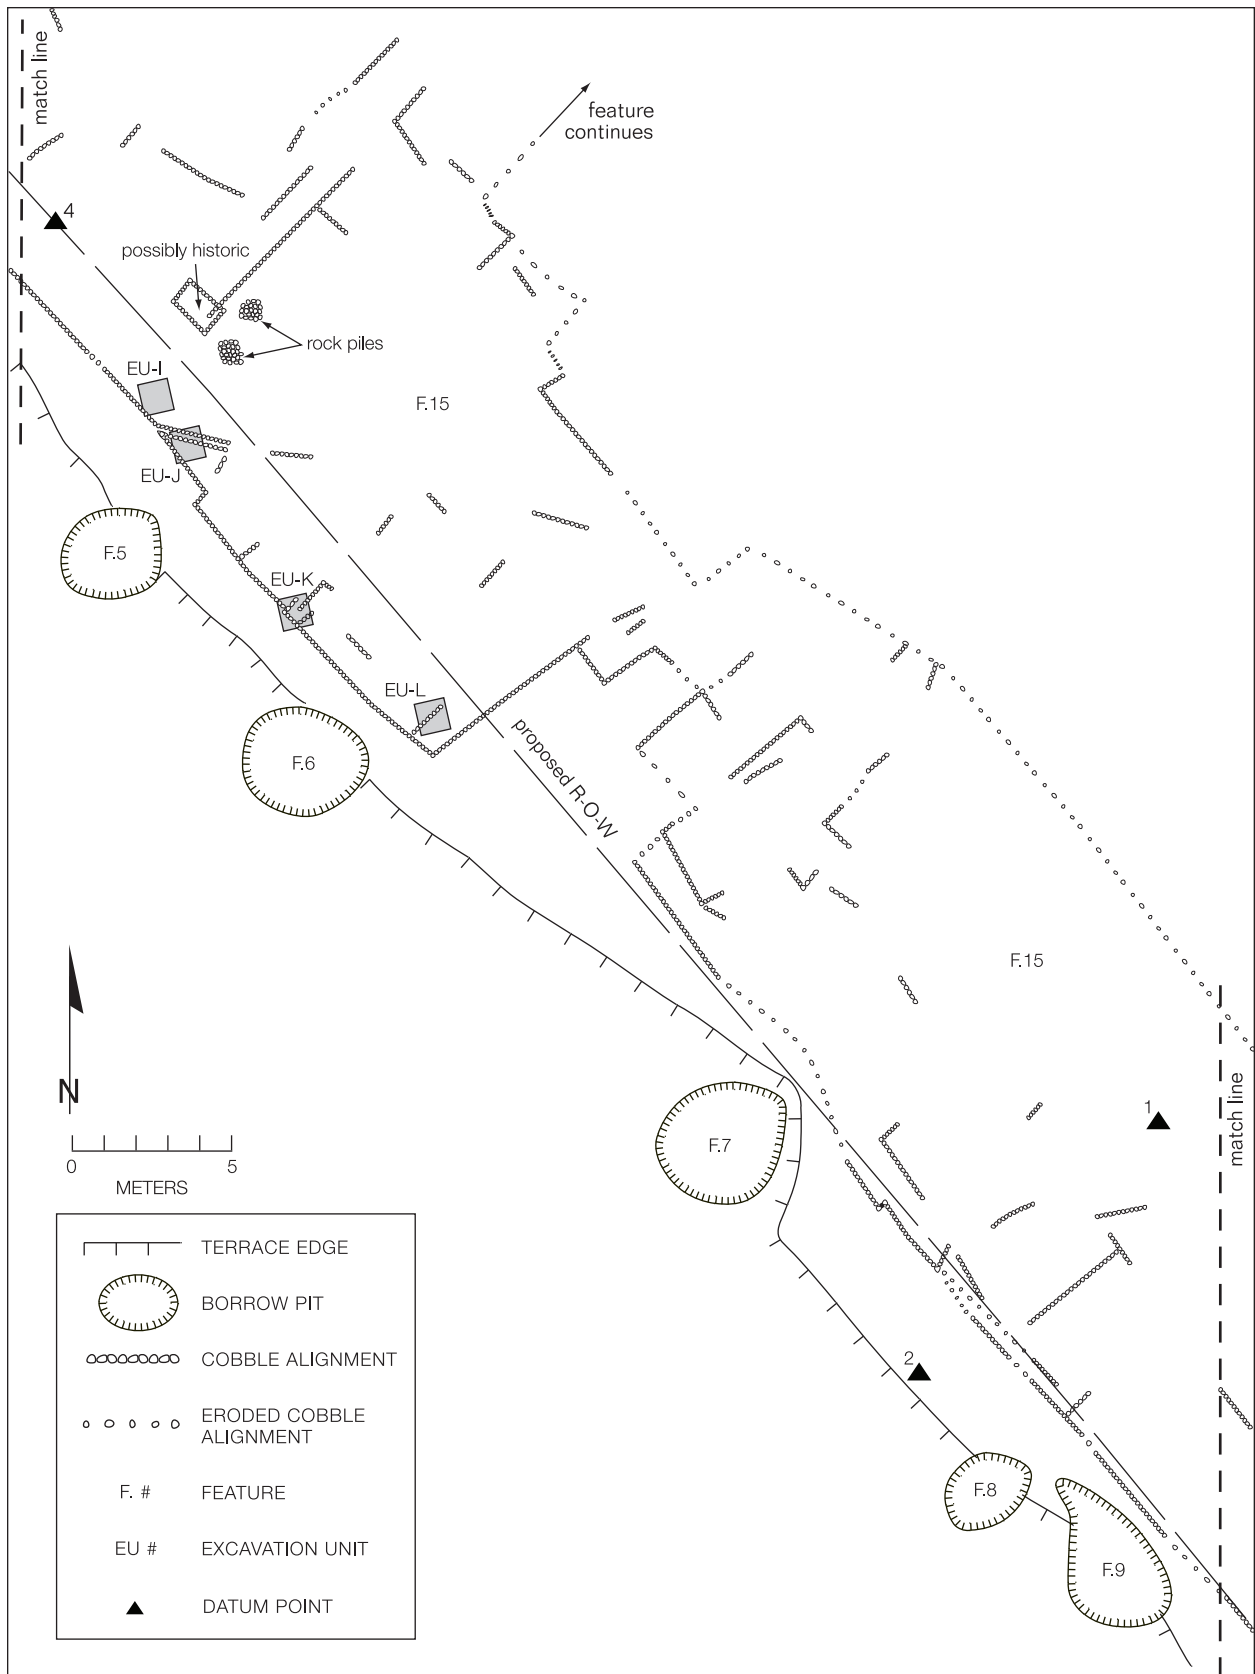 match line
feature
continues
4
possibly historic
rock piles
EU-I
F.15
EU-J
F.5
EU-K
EU-L
F.6
proposed R-O-W
F.15
N
0 5
METERS
F.7
1
match line
2
F.8
F.9
TERRACE EDGE
BORROW PIT
COBBLE ALIGNMENT
ERODED COBBLE
ALIGNMENT
F. # FEATURE
EU # EXCAVATION UNIT
DATUM POINT